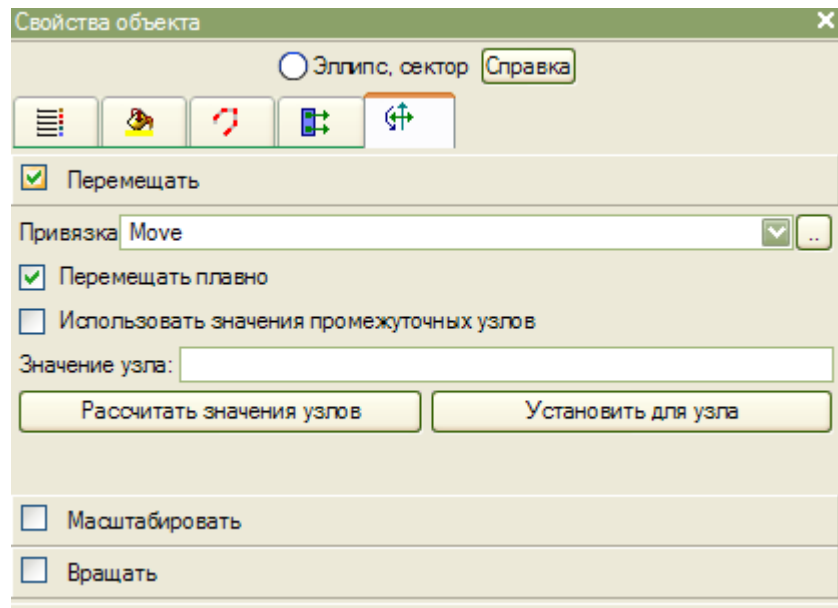 Свойства объекта
Эллипс, сектор Справка
Перемещать
Привязка Move ..
Перемещать плавно
Использовать значения промежуточных узлов
Значение узла:
Рассчитать значения узлов Установить для узла
Масштабировать
Вращать